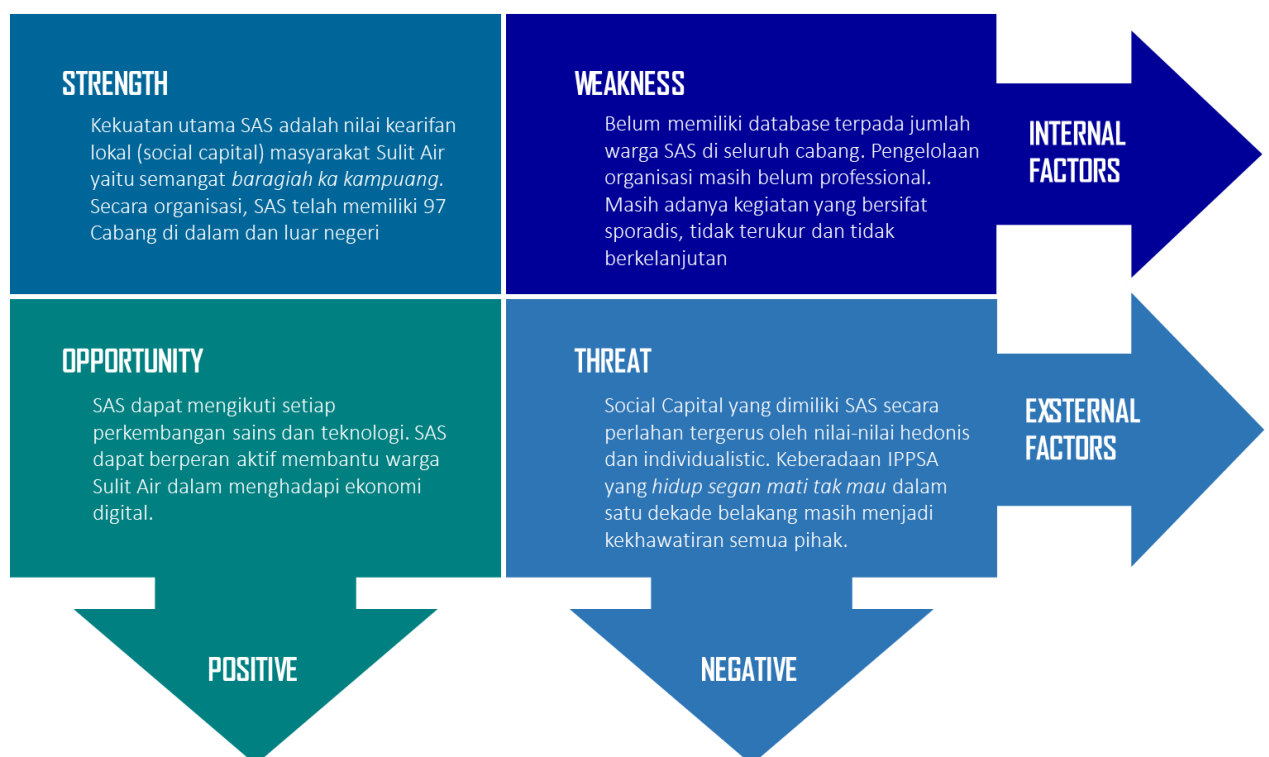 STRENGTH
Kekuatan utama SAS adalah nilai kearifan
lokal (social capital) masyarakat Sulit Air
yaitu semangat baragiah ka kampuang.
Secara organisasi, SAS telah memiliki 97
Cabang di dalam dan luar negeri
WEAKNESS
Belum memiliki database terpada jumlah
warga SAS di seluruh cabang. Pengelolaan
organisasi masih belum professional.
Masih adanya kegiatan yang bersifat
sporadis, tidak terukur dan tidak
berkelanjutan
INTERNAL
FACTORS
OPPORTUNITY
SAS dapat mengikuti setiap
perkembangan sains dan teknologi. SAS
dapat berperan aktif membantu warga
Sulit Air dalam menghadapi ekonomi
digital.
THREAT
Social Capital yang dimiliki SAS secara
perlahan tergerus oleh nilai-nilai hedonis
dan individualistic. Keberadaan IPPSA
yang hidup segan mati tak mau dalam
satu dekade belakang masih menjadi
kekhawatiran semua pihak.
EXSTERNAL
FACTORS
POSITIVE
NEGATIVE